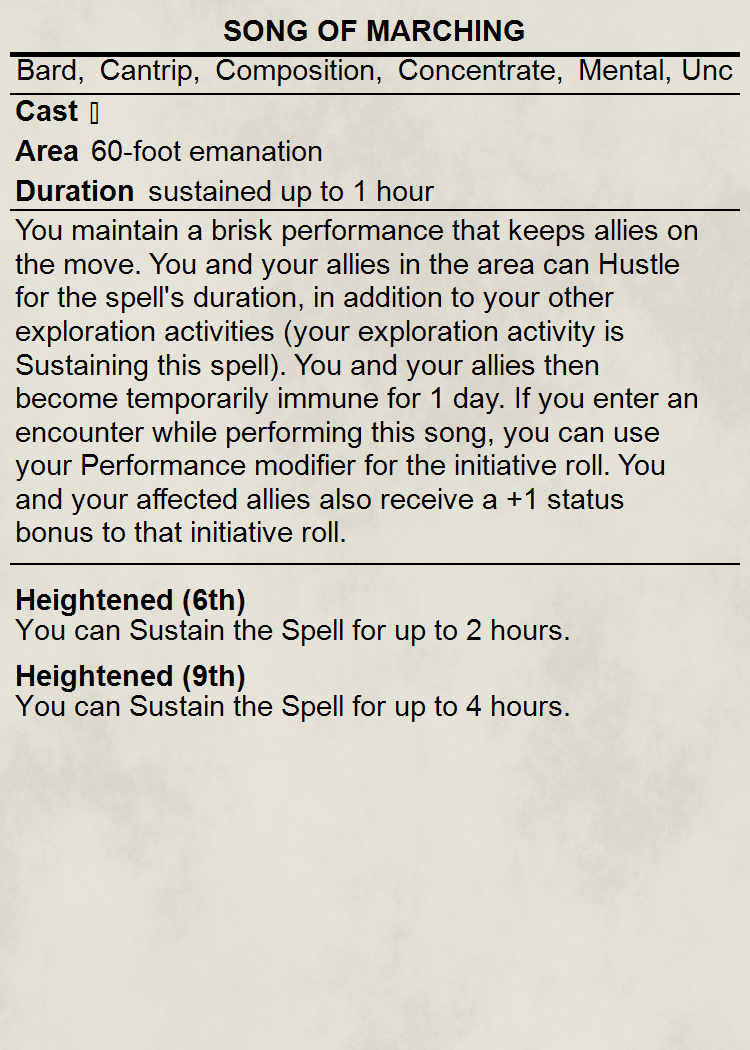 SONG OF MARCHING
Bard, Cantrip, Composition, Concentrate, Mental, Unc
Cast ▯
Area 60-foot emanation
Duration sustained up to 1 hour
You maintain a brisk performance that keeps allies on
the move. You and your allies in the area can Hustle
for the spell's duration, in addition to your other
exploration activities (your exploration activity is
Sustaining this spell). You and your allies then
become temporarily immune for 1 day. If you enter an
encounter while performing this song, you can use
your Performance modifier for the initiative roll. You
and your affected allies also receive a +1 status
bonus to that initiative roll.
Heightened (6th)
You can Sustain the Spell for up to 2 hours.
Heightened (9th)
You can Sustain the Spell for up to 4 hours.